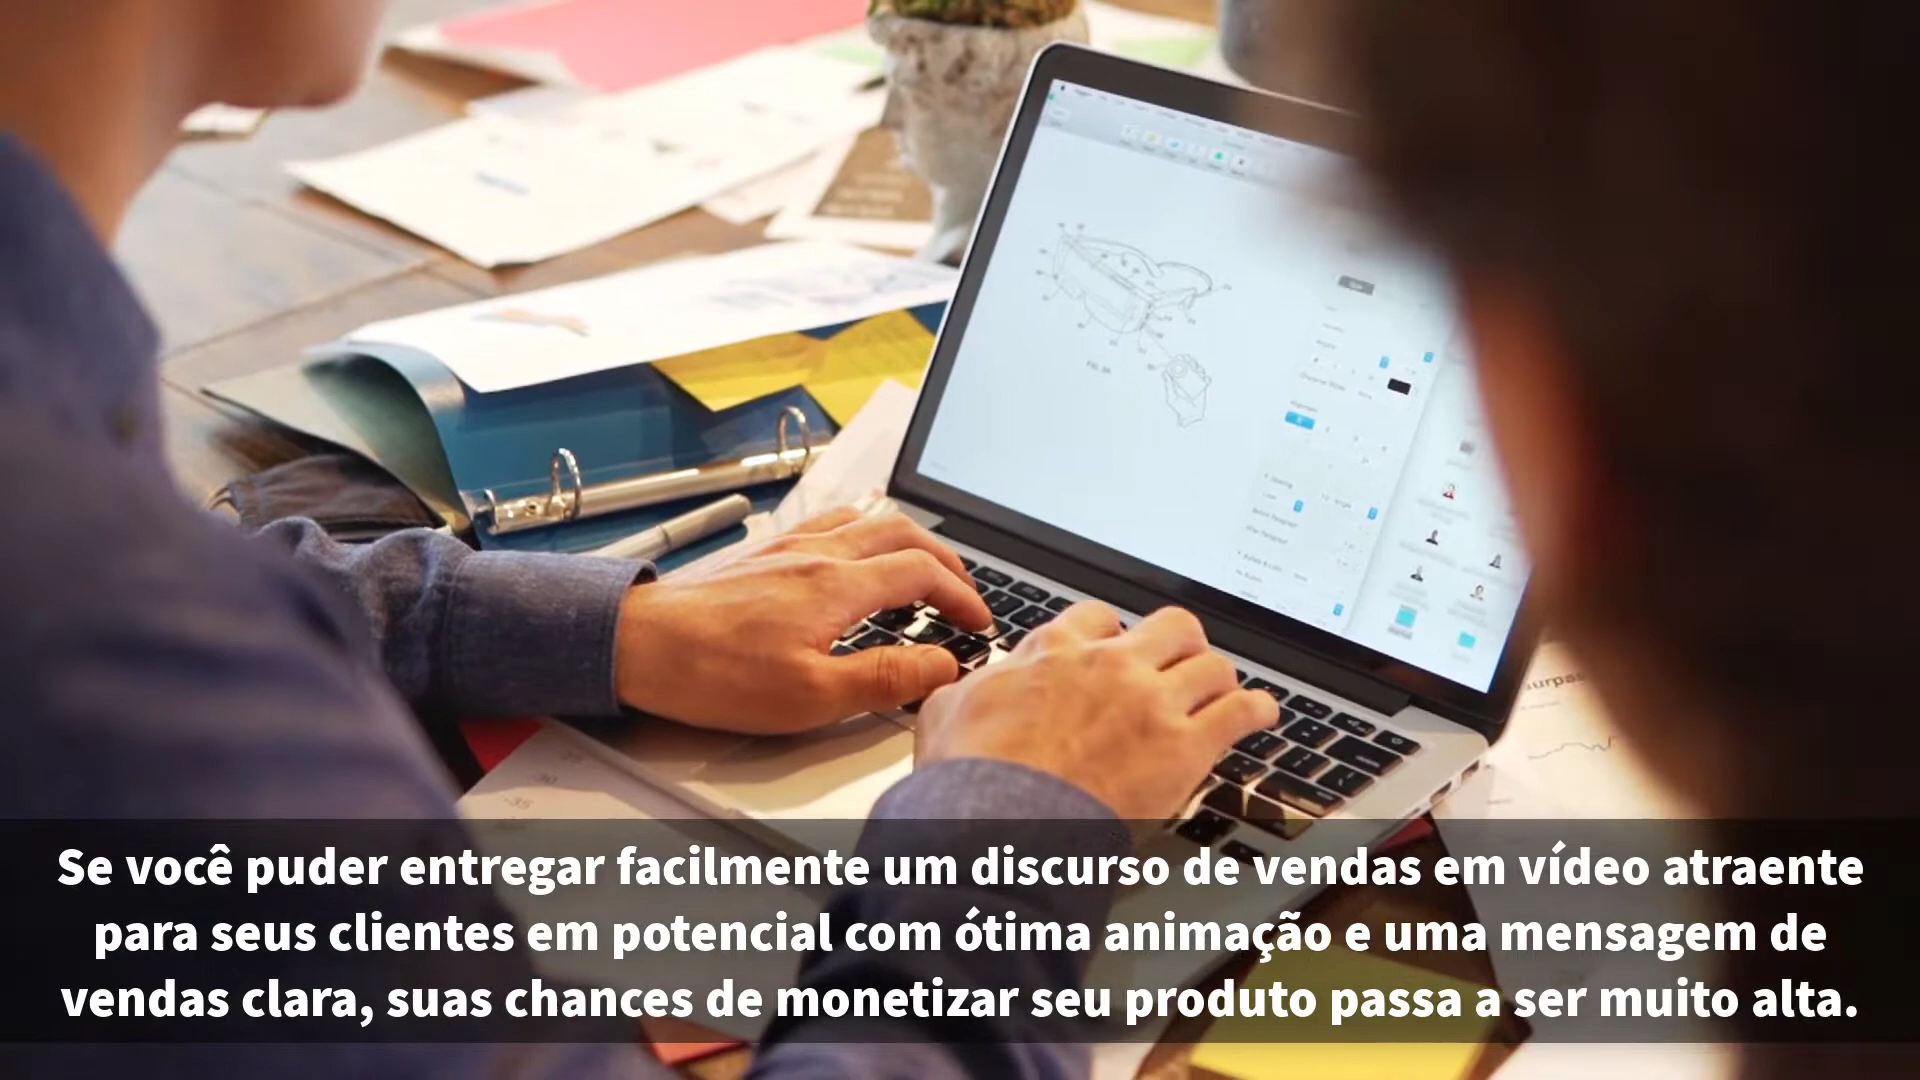 Se você puder entregar facilmente um discurso de vendas em vídeo atraente
para seus clientes em potencial com ótima animação e uma mensagem de
vendas clara, suas chances de monetizar seu produto passa a ser muito alta.